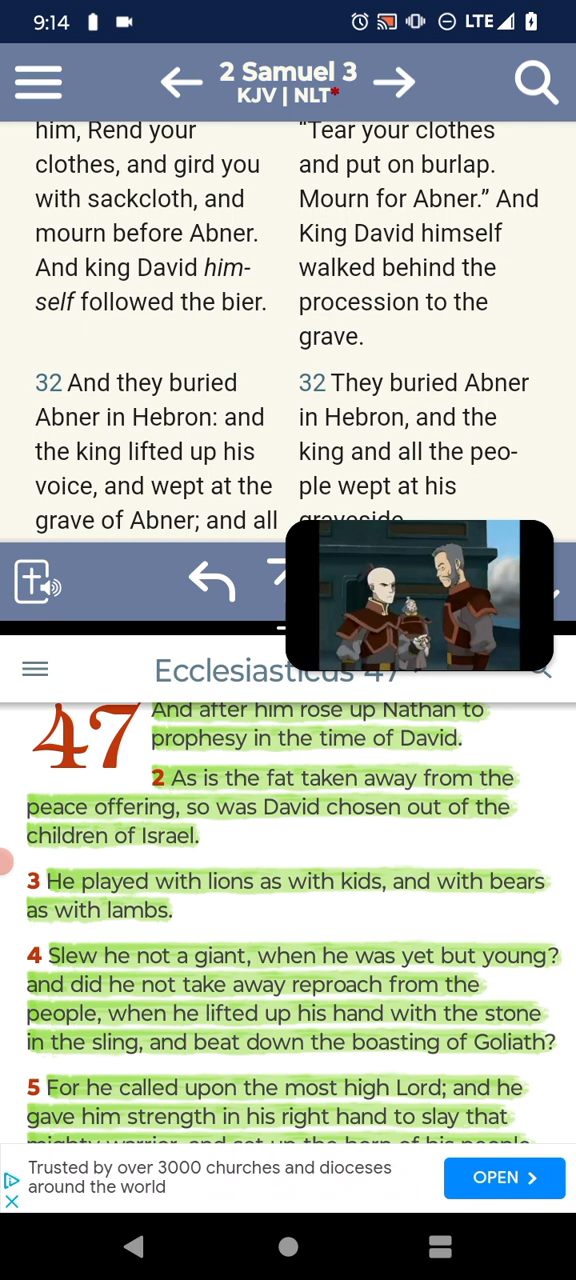 9:14
LTE
2 Samuel 3
KJV | NLT*
him, Rend your
clothes, and gird you
with sackcloth, and
mourn before Abner.
And king David him-
self followed the bier.
32 And they buried
Abner in Hebron: and
the king lifted up his
voice, and wept at the
grave of Abner; and all
“Tear your clothes
and put on burlap.
Mourn for Abner.” And
King David himself
walked behind the
procession to the
grave.
32 They buried Abner
in Hebron, and the
king and all the peo-
ple wept at his
graveside.
Ecclesiasticus 47
47
And after him rose up Nathan to
prophesy in the time of David.
2 As is the fat taken away from the
peace offering, so was David chosen out of the
children of Israel.
3 He played with lions as with kids, and with bears
as with lambs.
4 Slew he not a giant, when he was yet but young?
and did he not take away reproach from the
people, when he lifted up his hand with the stone
in the sling, and beat down the boasting of Goliath?
5 For he called upon the most high Lord; and he
gave him strength in his right hand to slay that
mighty warrior, and set up the horn of his people.
Trusted by over 3000 churches and dioceses
around the world
OPEN